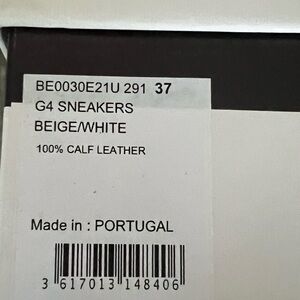 BE0030E21U 291 37
G4 SNEAKERS
BEIGE/WHITE
100% CALF LEATHER
Made in : PORTUGAL
3 617013 148406